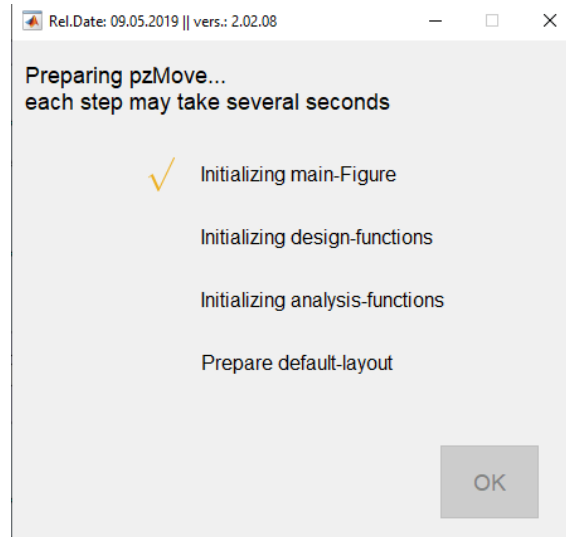 Rel.Date: 09.05.2019 || vers.: 2.02.08
Preparing pzMove...
each step may take several seconds
√ Initializing main-Figure
Initializing design-functions
Initializing analysis-functions
Prepare default-layout
OK